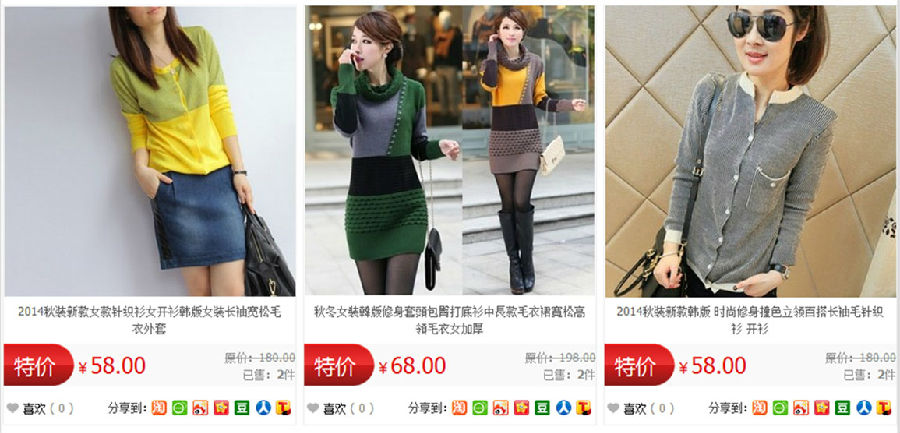 2014秋装新款女款针织衫女开衫韩版女装长袖宽松毛
衣外套
特价 ¥58.00
原价：180.00
已售：2件
喜欢（0） 分享到：
秋冬女装韓版修身套頭包臀打底衫中長款毛衣裙寬松高
領毛衣女加厚
特价 ¥68.00
原价：198.00
已售：2件
喜欢（0） 分享到：
2014秋装新款韩版 时尚修身撞色立领百搭长袖毛针织
衫 开衫
特价 ¥58.00
原价：180.00
已售：2件
喜欢（0） 分享到：